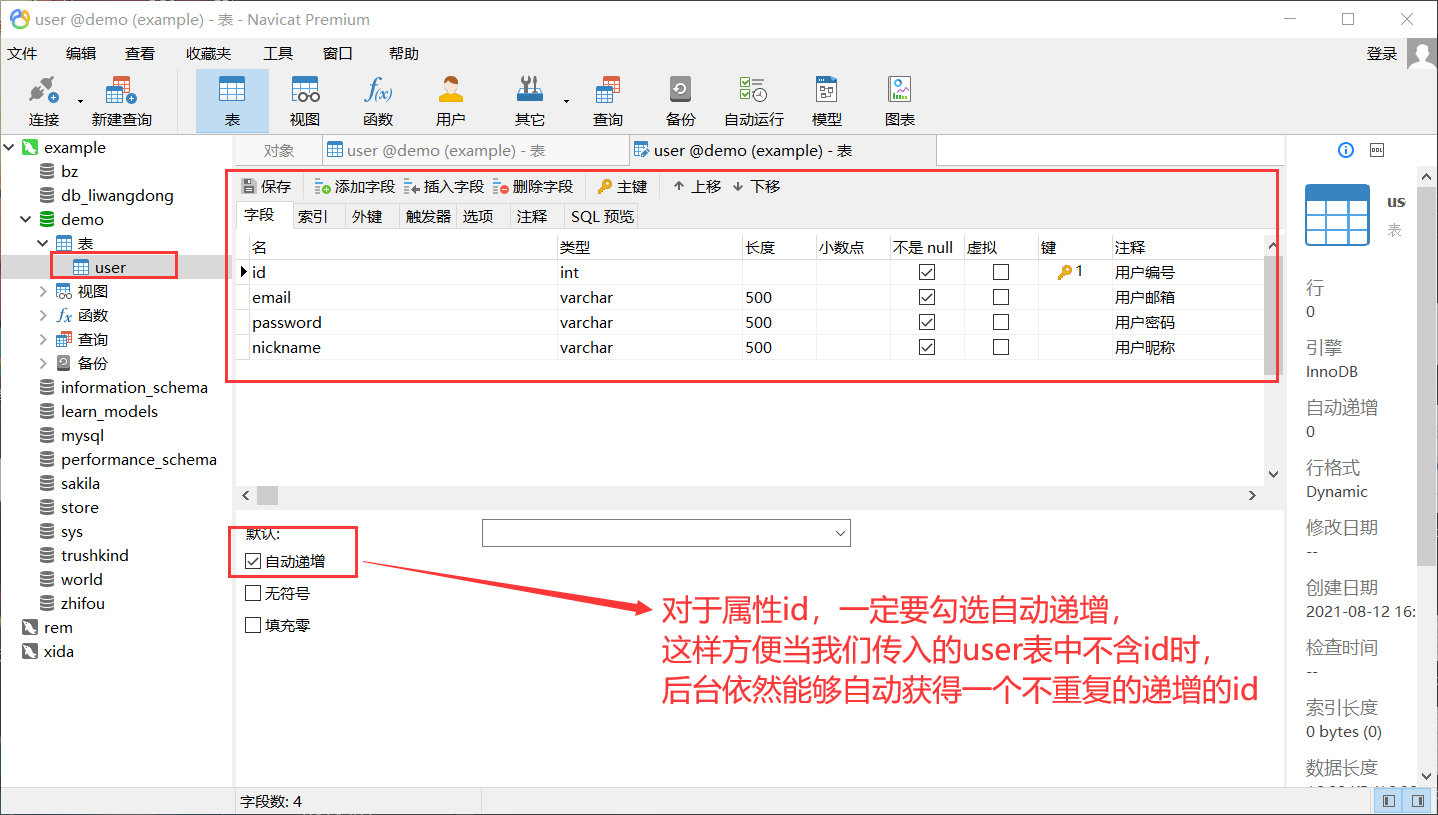 user @demo (example) - 表 - Navicat Premium
文件 编辑 查看 收藏夹 工具 窗口 帮助 登录
连接 新建查询 表 视图 函数 用户 其它 查询 备份 自动运行 模型 图表
example
bz
db_liwangdong
demo
表
user
视图
函数
查询
备份
information_schema
learn_models
mysql
performance_schema
sakila
store
sys
trushkind
world
zhifou
rem
xida
对象 user @demo (example) - 表 user @demo (example) - 表
保存 添加字段 插入字段 删除字段 主键 上移 下移
字段 索引 外键 触发器 选项 注释 SQL 预览
名 类型 长度 小数点 不是 null 虚拟 键 注释
id int 1 用户编号
email varchar 500 用户邮箱
password varchar 500 用户密码
nickname varchar 500 用户昵称
默认:
自动递增
无符号
填充零
对于属性id，一定要勾选自动递增，
这样方便当我们传入的user表中不含id时，
后台依然能够自动获得一个不重复的递增的id
DDL
us
表
行
0
引擎
InnoDB
自动递增
0
行格式
Dynamic
修改日期
--
创建日期
2021-08-12 16:
检查时间
--
索引长度
0 bytes (0)
数据长度
字段数: 4